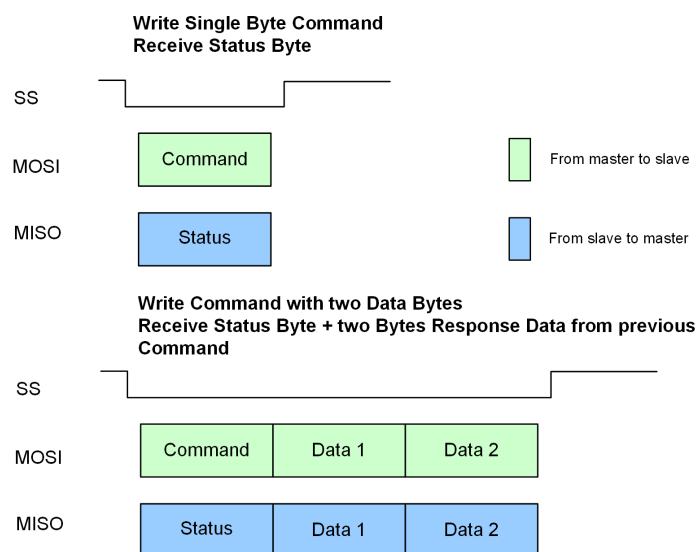 Write Single Byte Command
Receive Status Byte
SS
MOSI
Command
From master to slave
MISO
Status
From slave to master
Write Command with two Data Bytes
Receive Status Byte + two Bytes Response Data from previous
Command
SS
MOSI
Command
Data 1
Data 2
MISO
Status
Data 1
Data 2